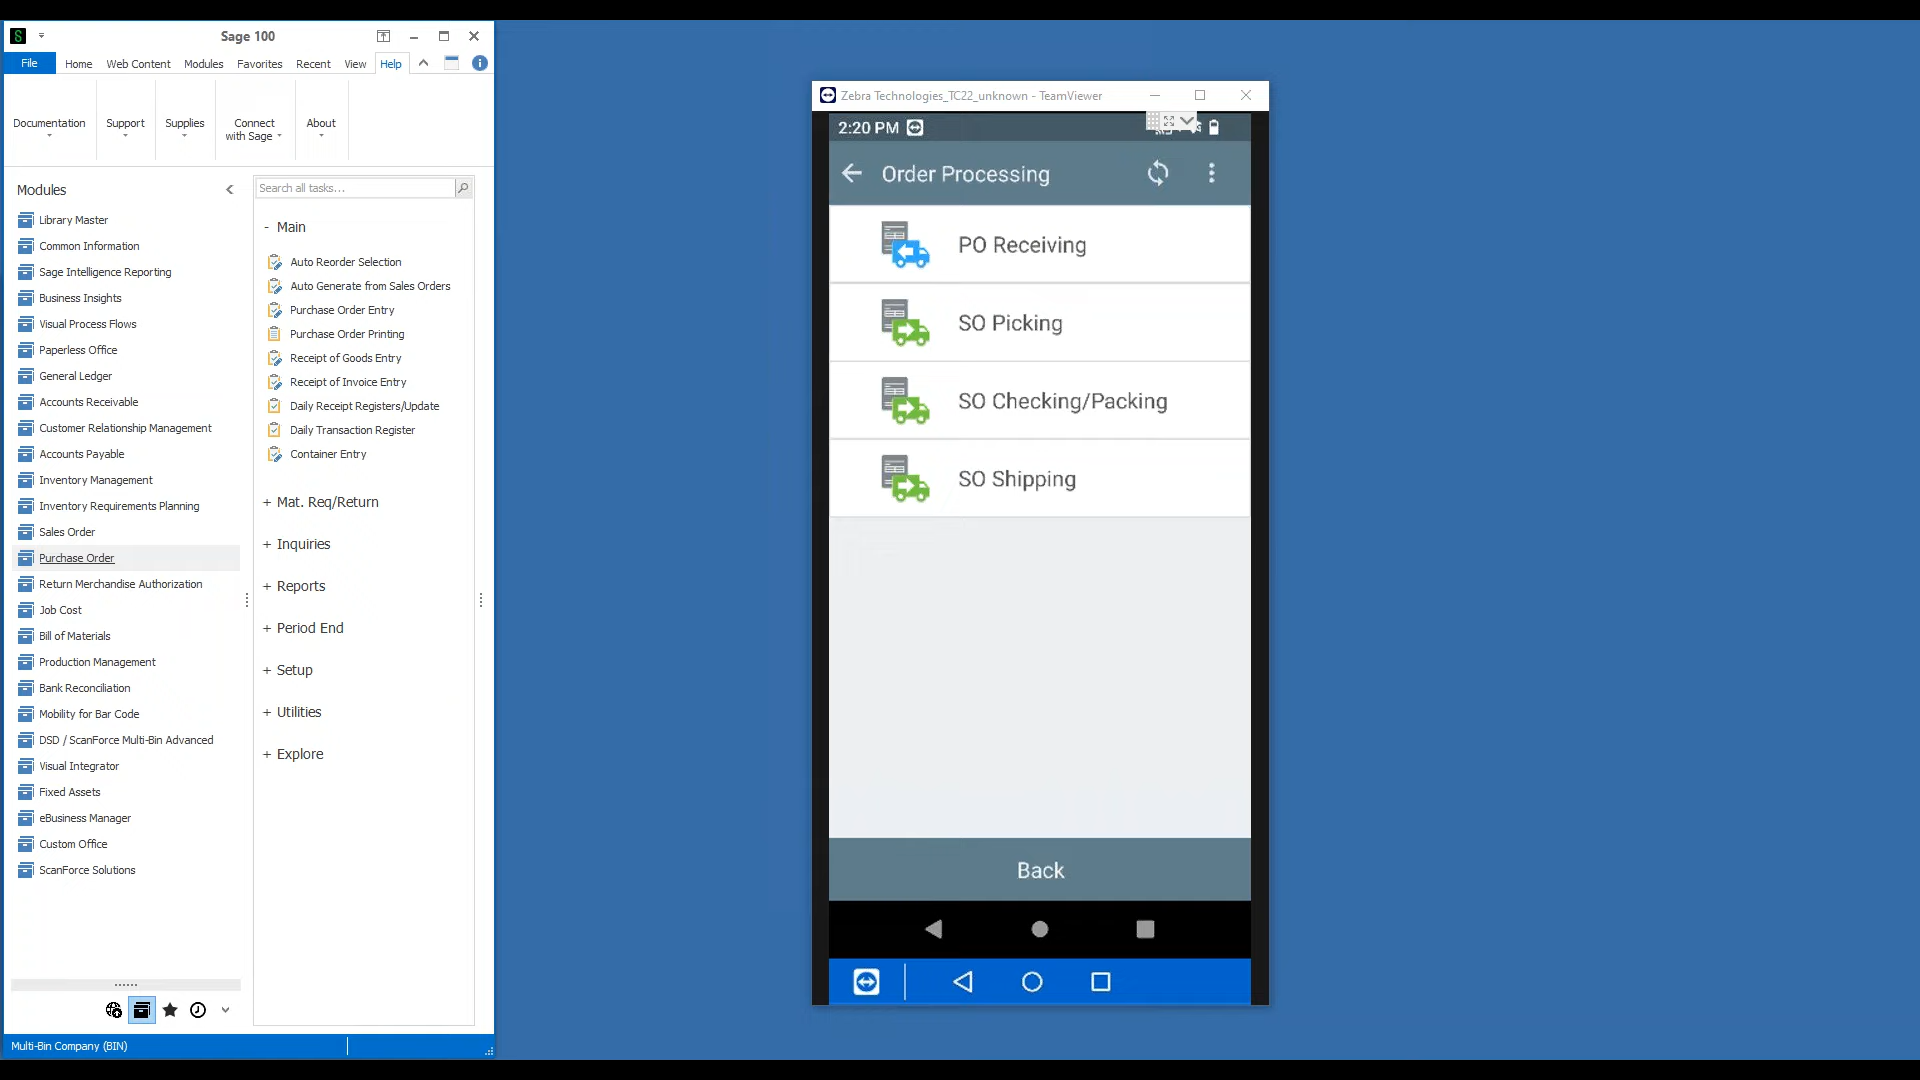 Sage 100
File
Home
Web Content
Modules
Favorites
Recent
View
Help
Documentation
Support
Supplies
Connect
with Sage
About
Modules
Library Master
Common Information
Sage Intelligence Reporting
Business Insights
Visual Process Flows
Paperless Office
General Ledger
Accounts Receivable
Customer Relationship Management
Accounts Payable
Inventory Management
Inventory Requirements Planning
Sales Order
Purchase Order
Return Merchandise Authorization
Job Cost
Bill of Materials
Production Management
Bank Reconciliation
Mobility for Bar Code
DSD / ScanForce Multi-Bin Advanced
Visual Integrator
Fixed Assets
eBusiness Manager
Custom Office
ScanForce Solutions
Multi-Bin Company (BIN)
Search all tasks...
- Main
Auto Reorder Selection
Auto Generate from Sales Orders
Purchase Order Entry
Purchase Order Printing
Receipt of Goods Entry
Receipt of Invoice Entry
Daily Receipt Registers/Update
Daily Transaction Register
Container Entry
+ Mat. Req/Return
+ Inquiries
+ Reports
+ Period End
+ Setup
+ Utilities
+ Explore
Zebra Technologies_TC22_unknown - TeamViewer
2:20 PM
Order Processing
PO Receiving
SO Picking
SO Checking/Packing
SO Shipping
Back